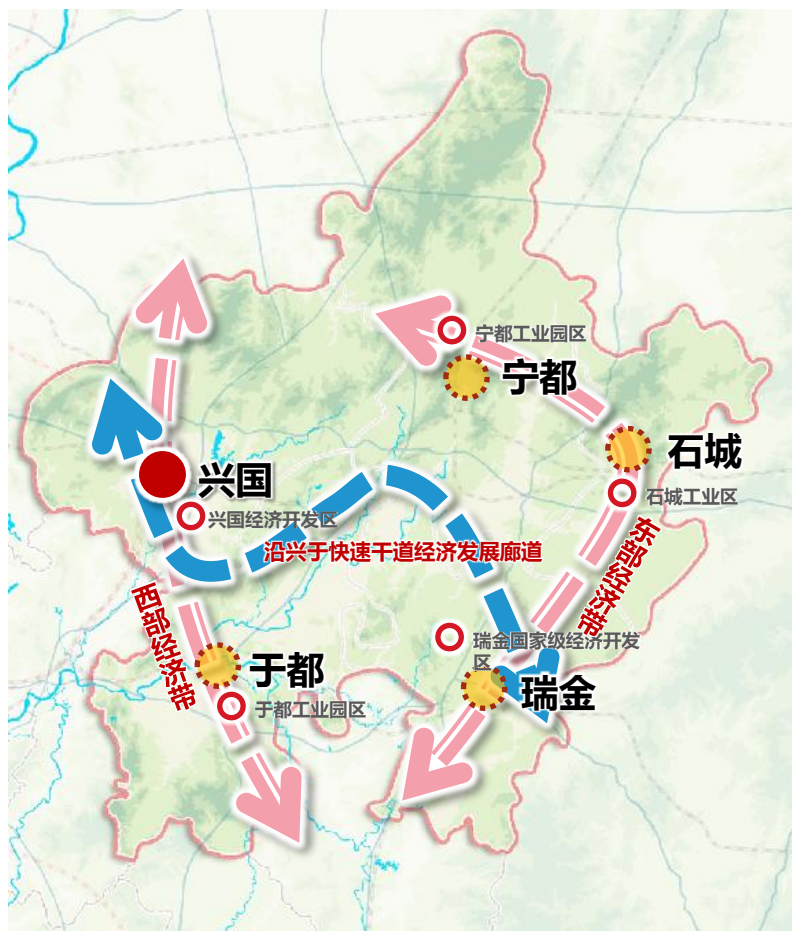 宁都工业园区
宁都
石城
石城工业区
兴国
兴国经济开发区
沿兴于快速干道经济发展廊道
东部经济带
西部经济带
瑞金国家级经济开发
区
于都
瑞金
于都工业园区